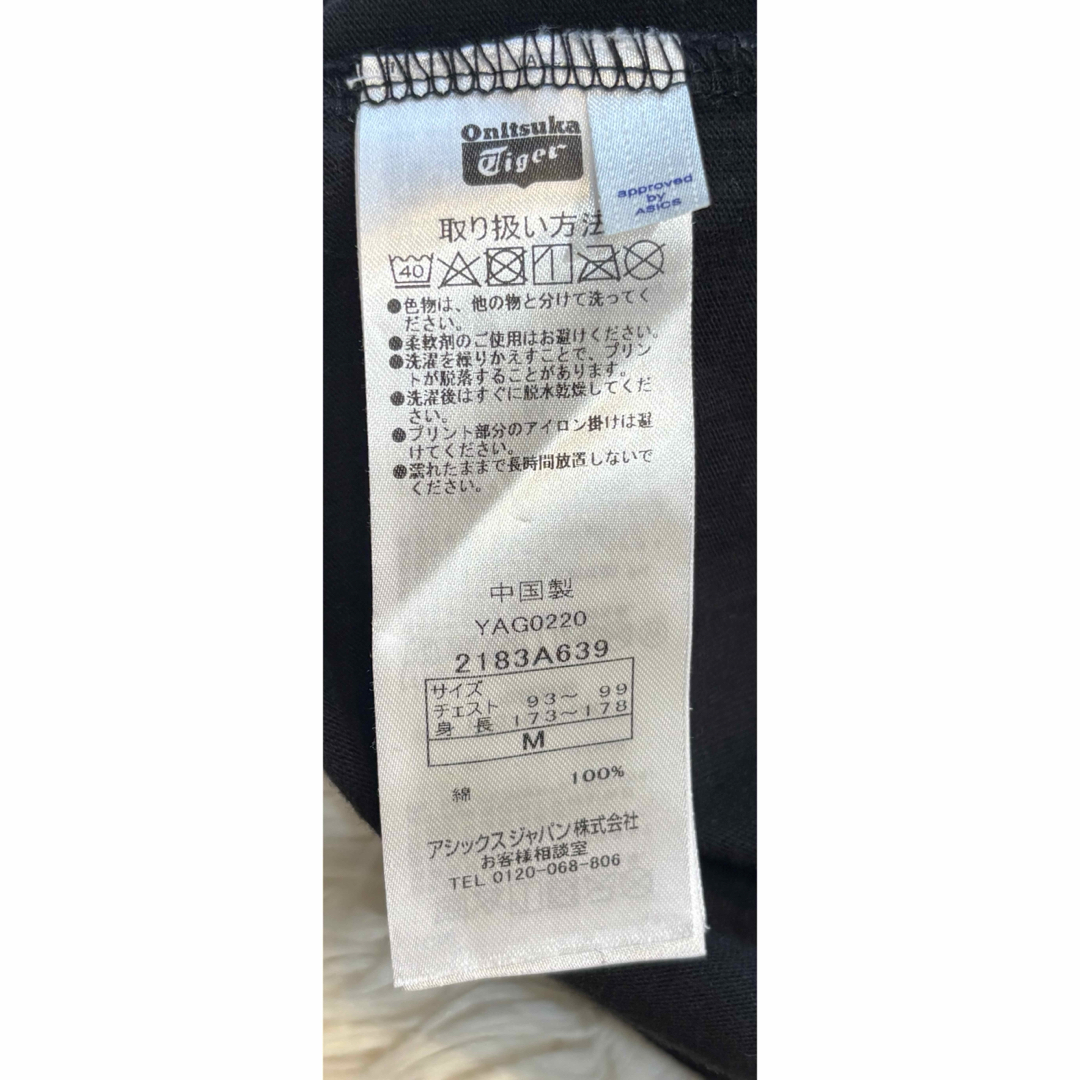 Onitsuka
Tiger
approved
by
ASICS
取り扱い方法
40
●色物は、他の物と分けて洗ってく
ださい。
●柔軟剤のご使用はお避けください。
●洗濯を繰りかえすことで、プリン
トが脱落することがあります。
●洗濯後はすぐに脱水乾燥してくだ
さい。
●プリント部分のアイロン掛けは避
けてください。
●濡れたままで長時間放置しないで
ください。
中国製
YAG0220
2183A639
サイズ
チェスト 93～ 99
身 長 173～178
M
綿 100%
アシックスジャパン株式会社
お客様相談室
TEL 0120-068-806